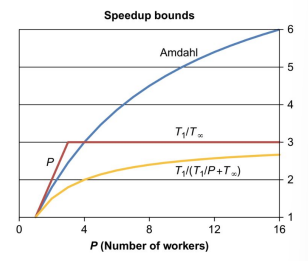 Speedup bounds
6
Amdahl
5
4
T₁/T∞
3
P
T₁/(T₁/P+T∞)
2
1
0 4 8 12 16
P (Number of workers)